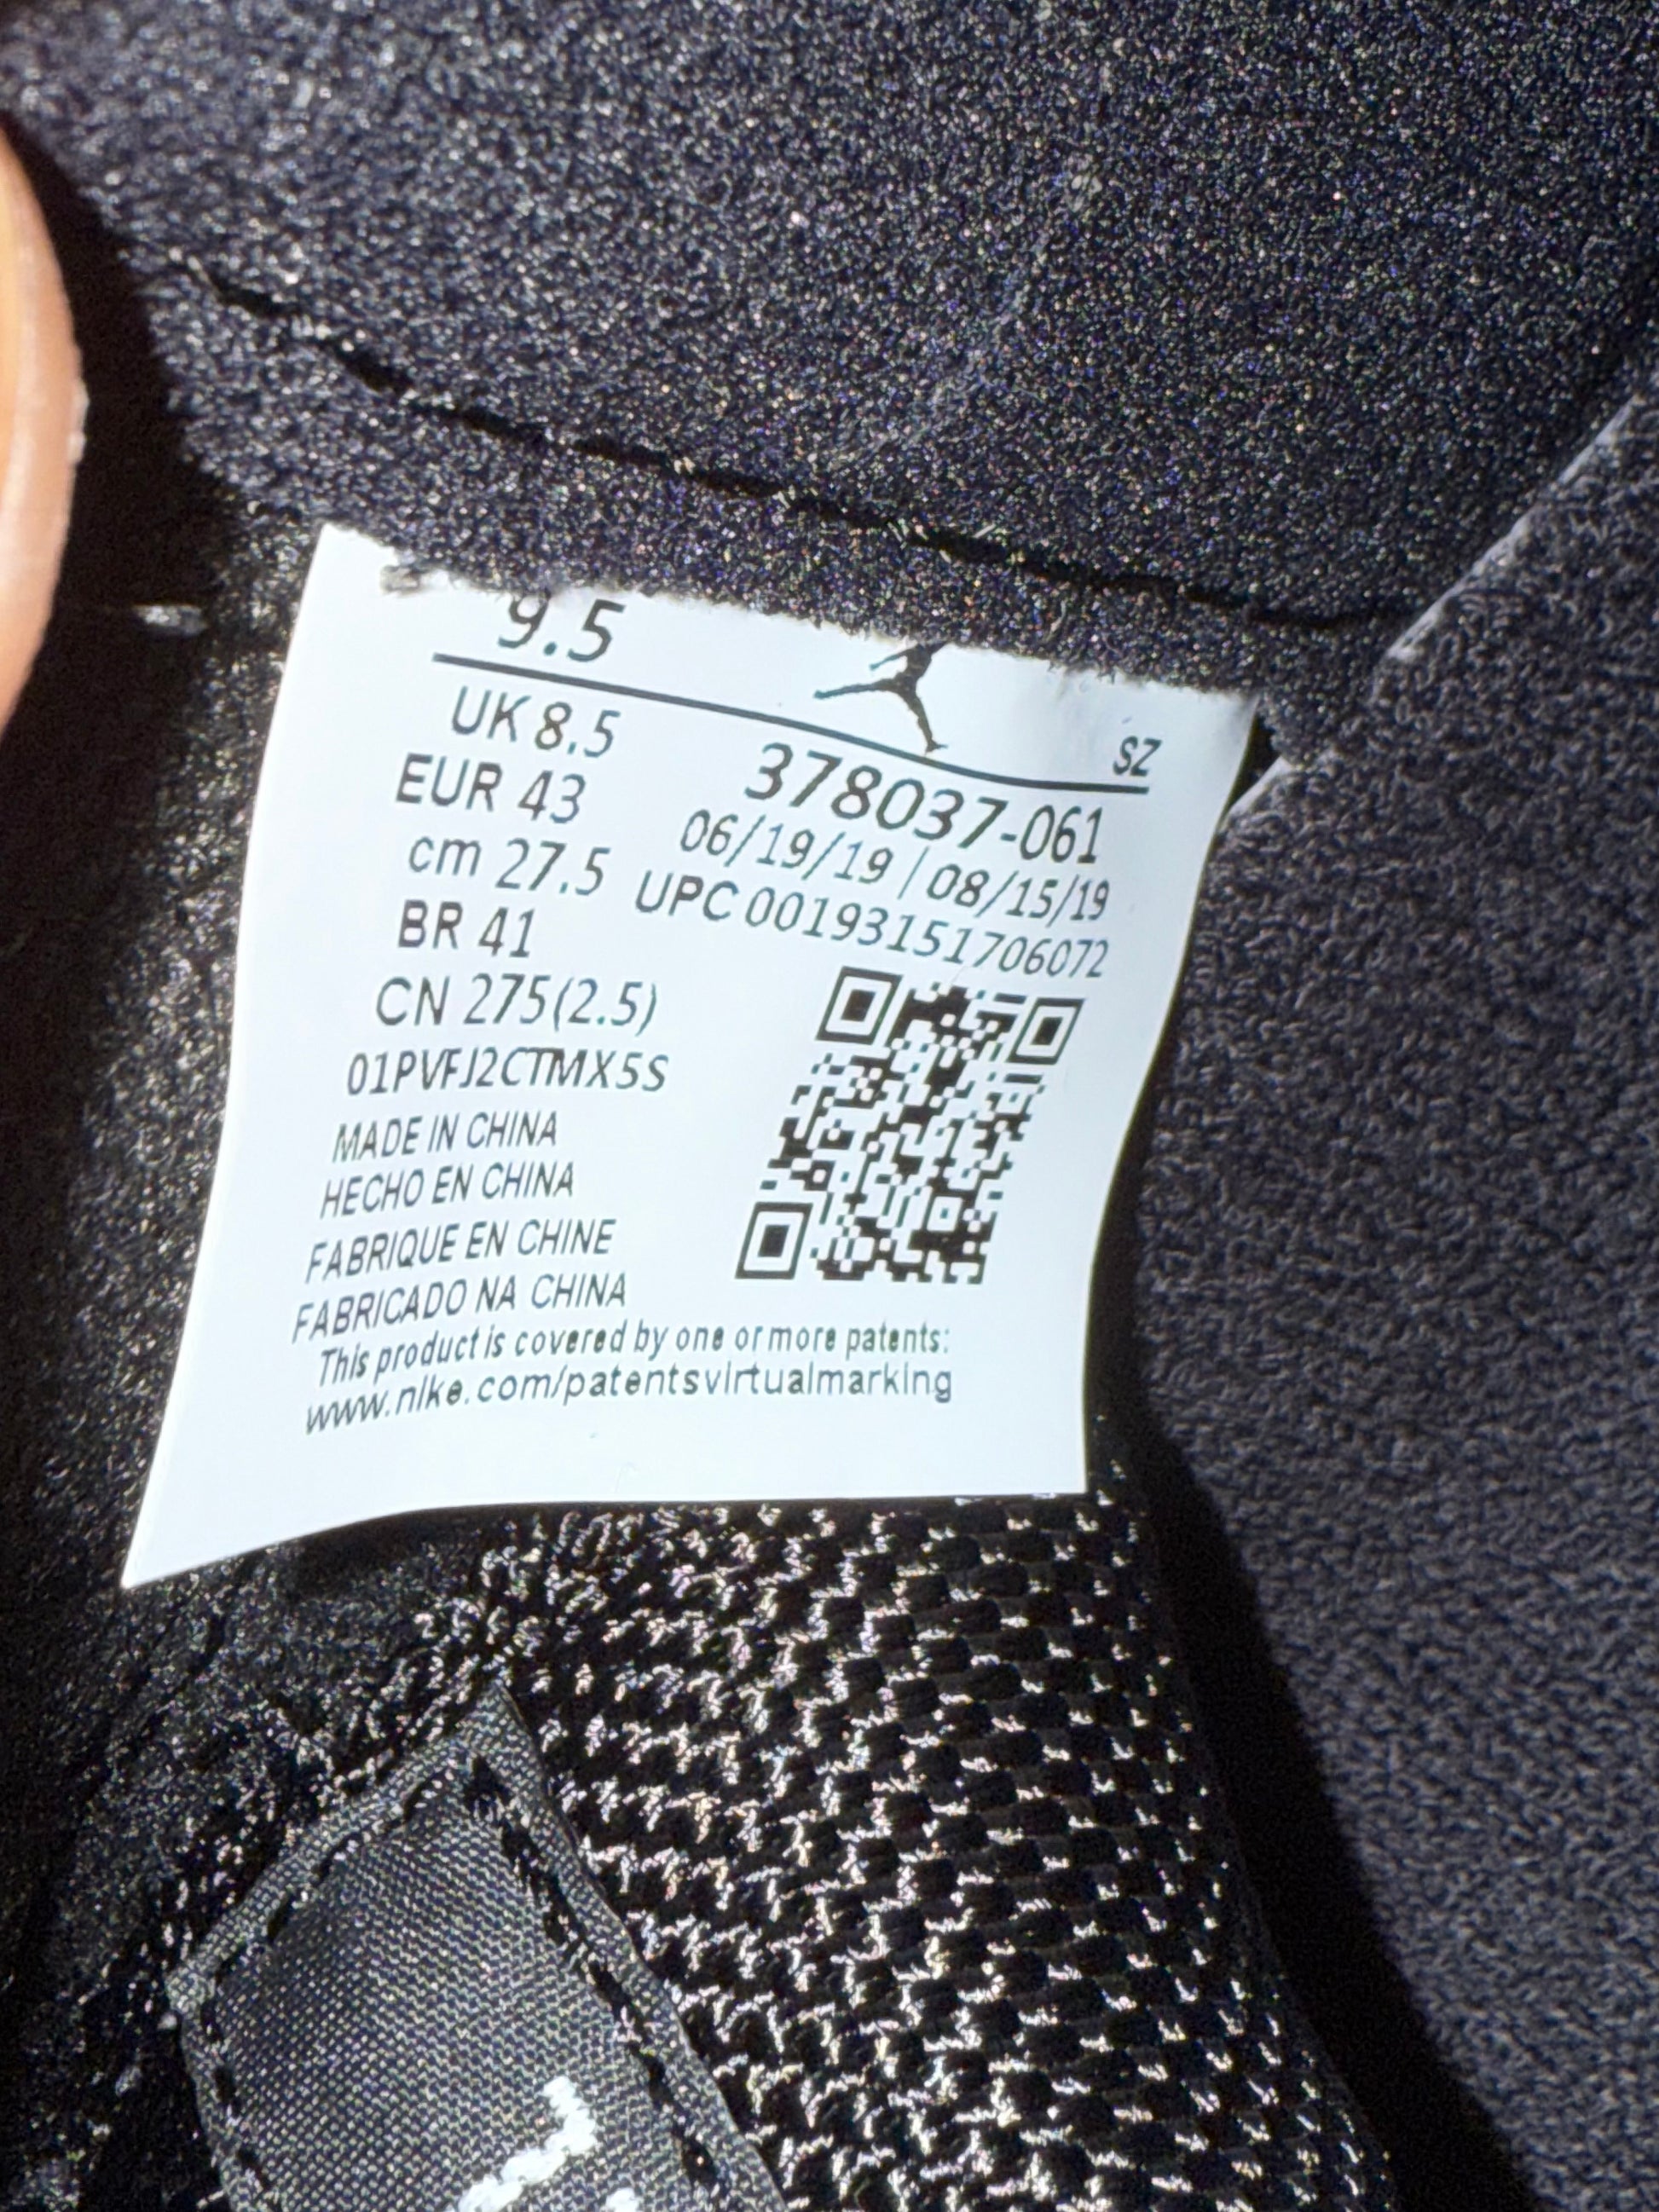 9.5
SZ
UK 8.5
378037-061
EUR 43
06/19/19 | 08/15/19
cm 27.5
UPC 00193151706072
BR 41
CN 275(2.5)
01PVFJ2CTMX5S
MADE IN CHINA
HECHO EN CHINA
FABRIQUE EN CHINE
FABRICADO NA CHINA
This product is covered by one or more patents:
www.nike.com/patentsvirtualmarking